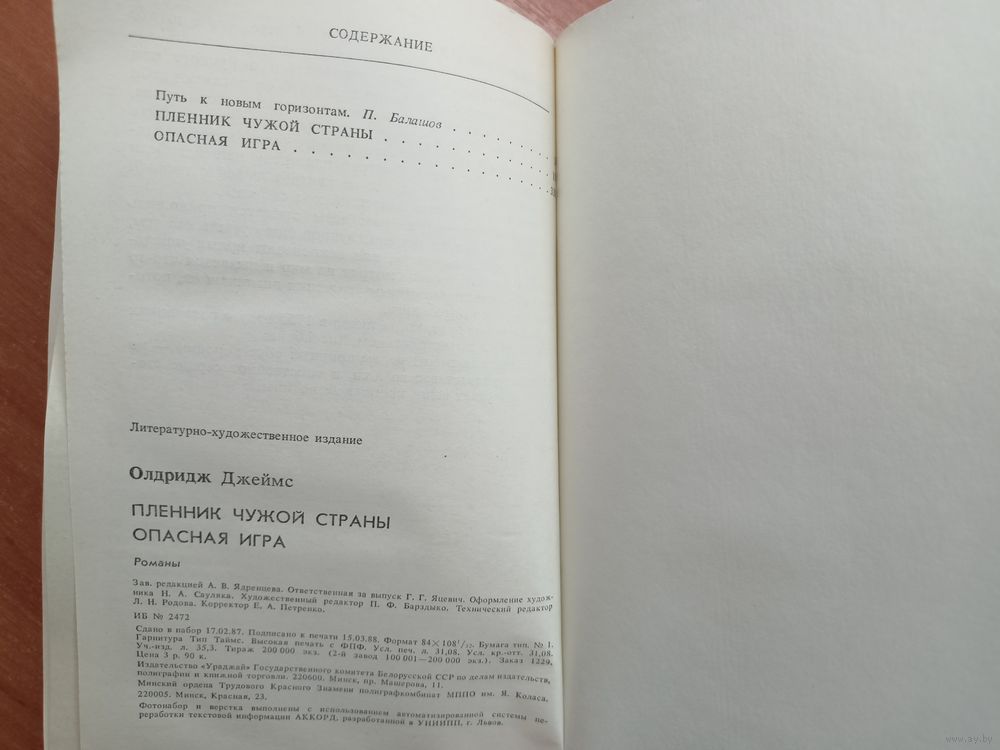 СОДЕРЖАНИЕ
Путь к новым горизонтам. П. Балашов . . . . .
ПЛЕННИК ЧУЖОЙ СТРАНЫ . . . . . . . . . .
ОПАСНАЯ ИГРА . . . . . . . . . . . . . . .
Литературно-художественное издание
Олдридж Джеймс
ПЛЕННИК ЧУЖОЙ СТРАНЫ
ОПАСНАЯ ИГРА
Романы
Зав. редакцией А. В. Ядренцева. Ответственная за выпуск Г. Г. Яцевич. Оформление худож-
ника Н. А. Сауляка. Художественный редактор П. Ф. Барздыко. Технический редактор
Л. Н. Родова. Корректор Е. А. Петренко.
ИБ № 2472
Сдано в набор 17.02.87. Подписано к печати 15.03.88. Формат 84×108¹/₃₂. Бумага тип. № 1.
Гарнитура Тип Таймс. Высокая печать с ФПФ. Усл. печ. л. 31,08. Усл. кр.-отт. 31,08.
Уч.-изд. л. 35,3. Тираж 200 000 экз. (2-й завод 100 001—200 000 экз.). Заказ 1229.
Цена 3 р. 90 к.
Издательство «Ураджай» Государственного комитета Белорусской ССР по делам издательств,
полиграфии и книжной торговли. 220600. Минск, пр. Машерова, 11.
Минский ордена Трудового Красного Знамени полиграфкомбинат МППО им. Я. Коласа.
220005. Минск, Красная, 23.
Фотонабор и верстка выполнены с использованием автоматизированной системы пе-
реработки текстовой информации АККОРД, разработанной в УНИИПП, г. Львов.
www.ay.by